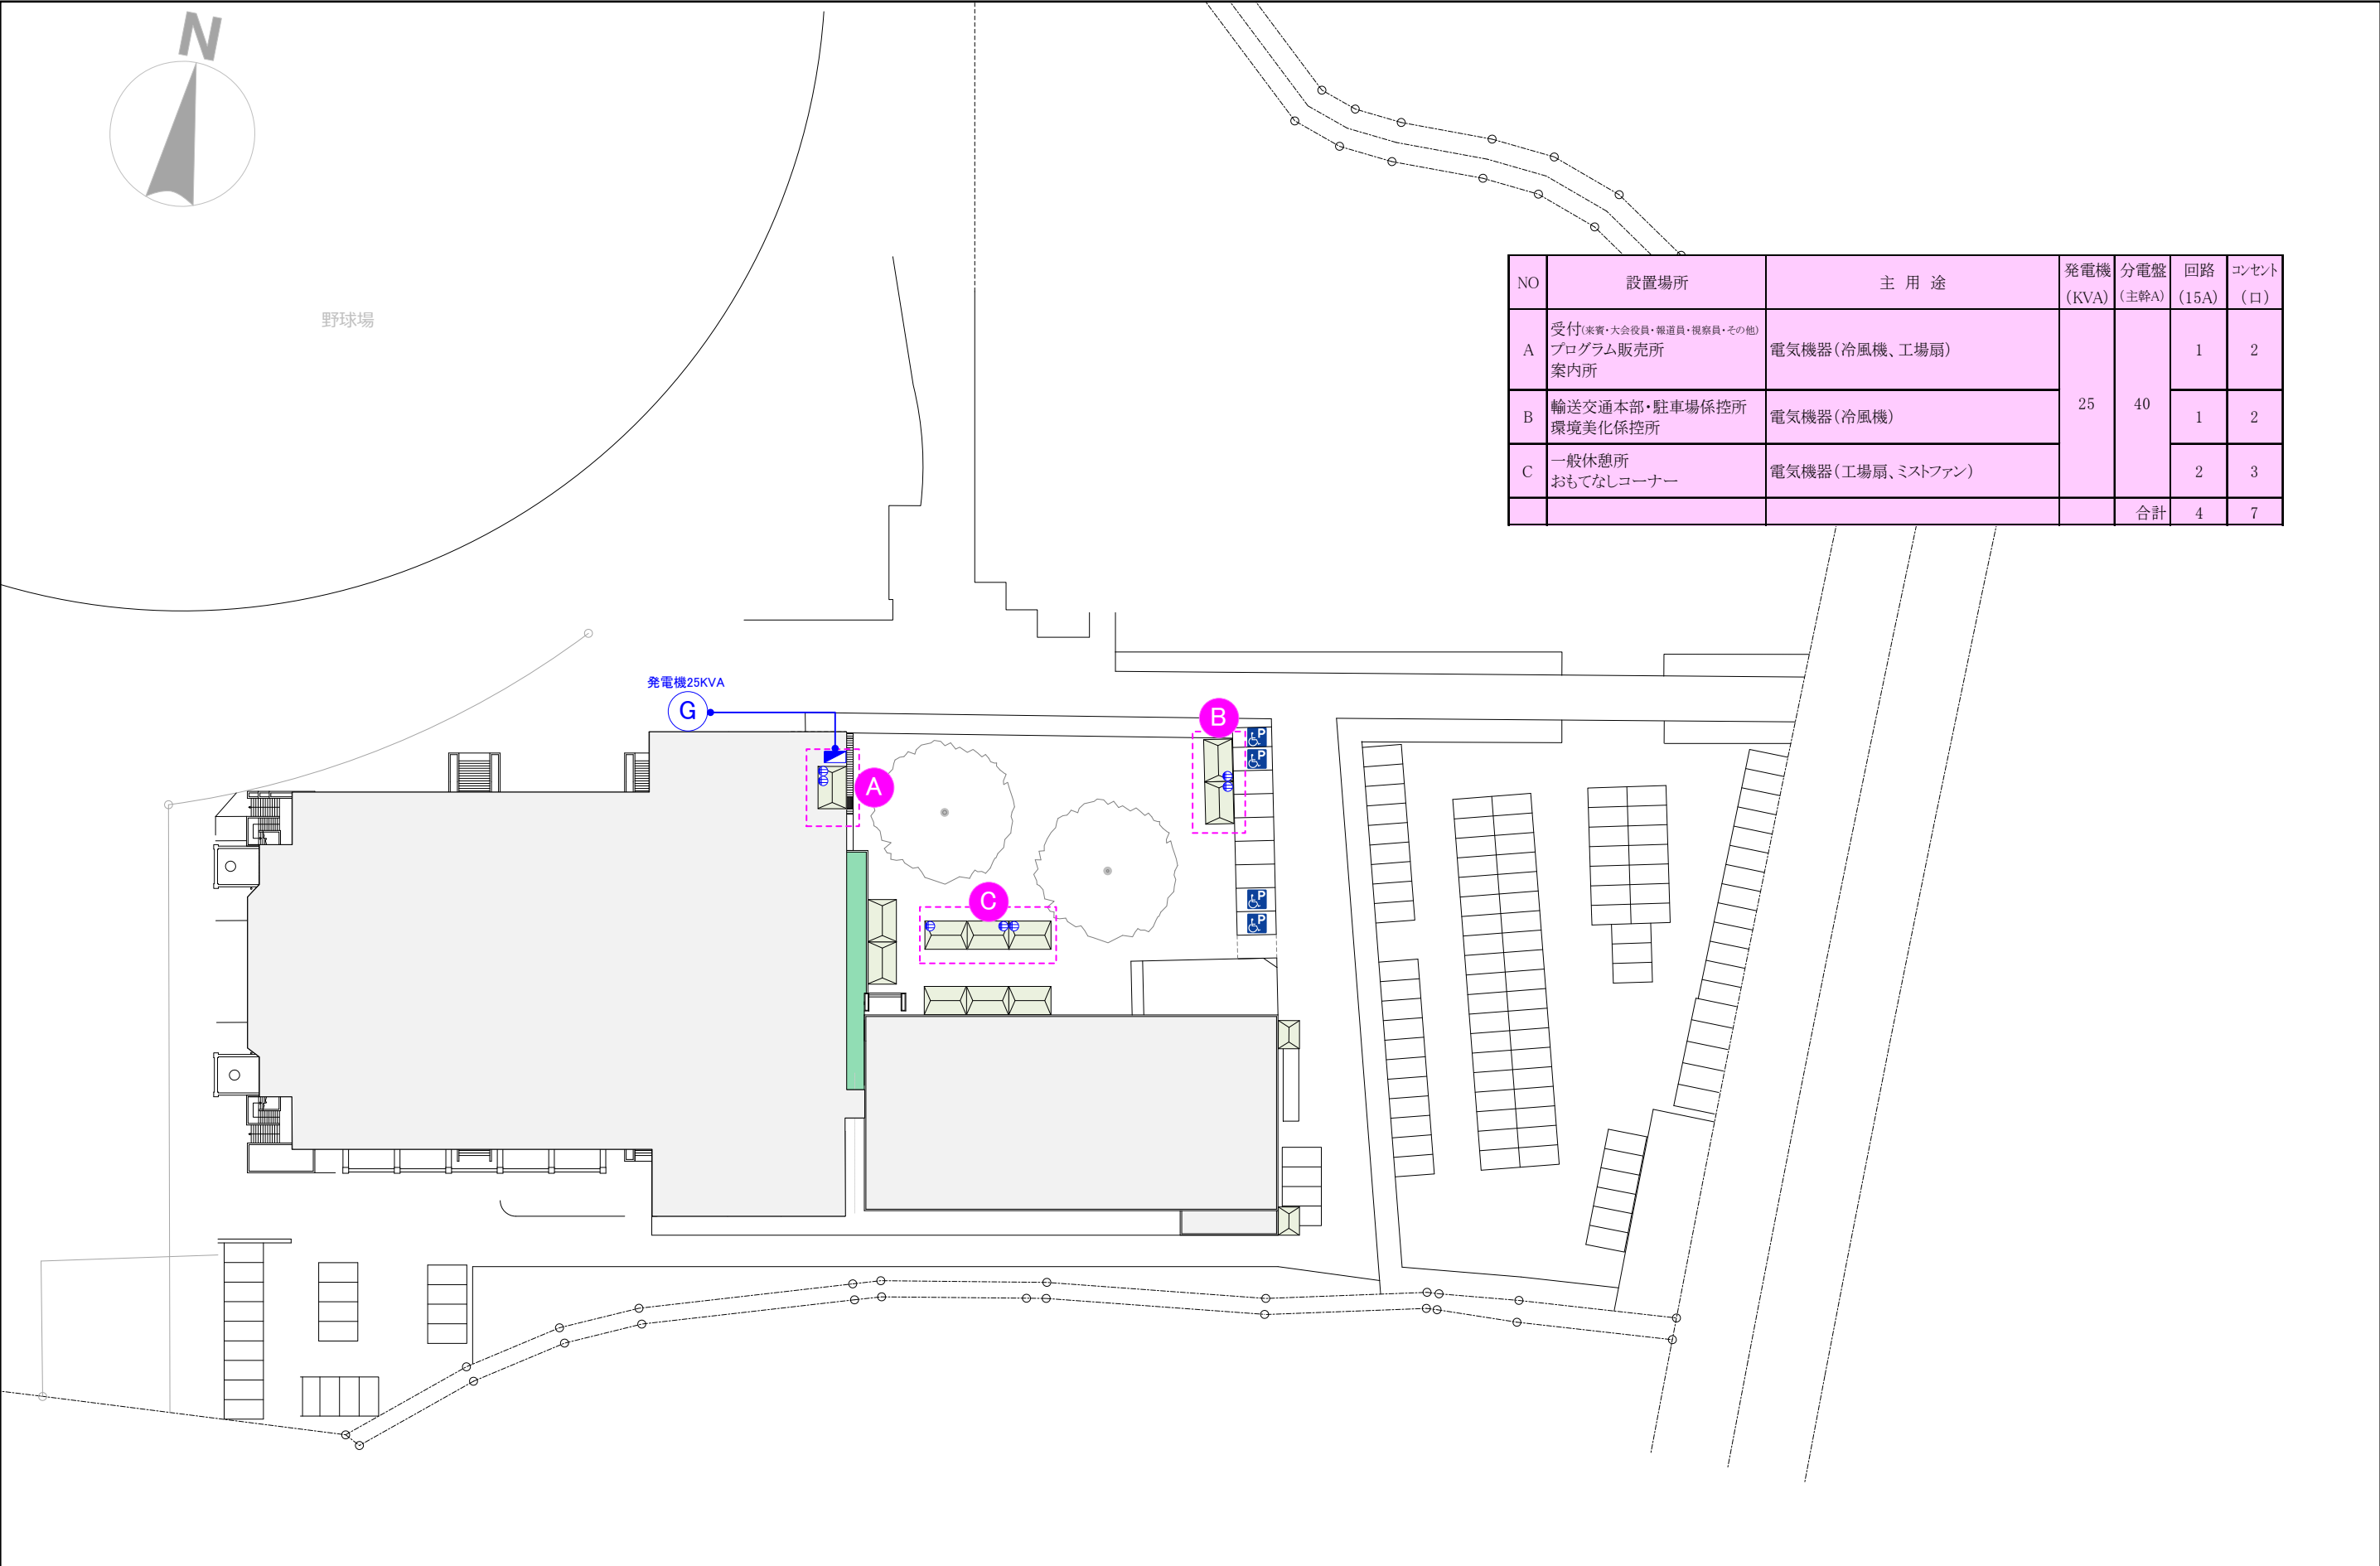 N
野球場
NO 設置場所 主 用 途 発電機(KVA) 分電盤(主幹A) 回路(15A) コンセント(口)
A 受付(来賓・大会役員・報道員・視察員・その他) 電気機器(冷風機、工場扇) 25 40 1 2
プログラム販売所
案内所
B 輸送交通本部・駐車場係控所 電気機器(冷風機) 1 2
環境美化係控所
C 一般休憩所 電気機器(工場扇、ミストファン) 2 3
おもてなしコーナー
合計 4 7
発電機25KVA
G
B
P
P
A
C
P
P